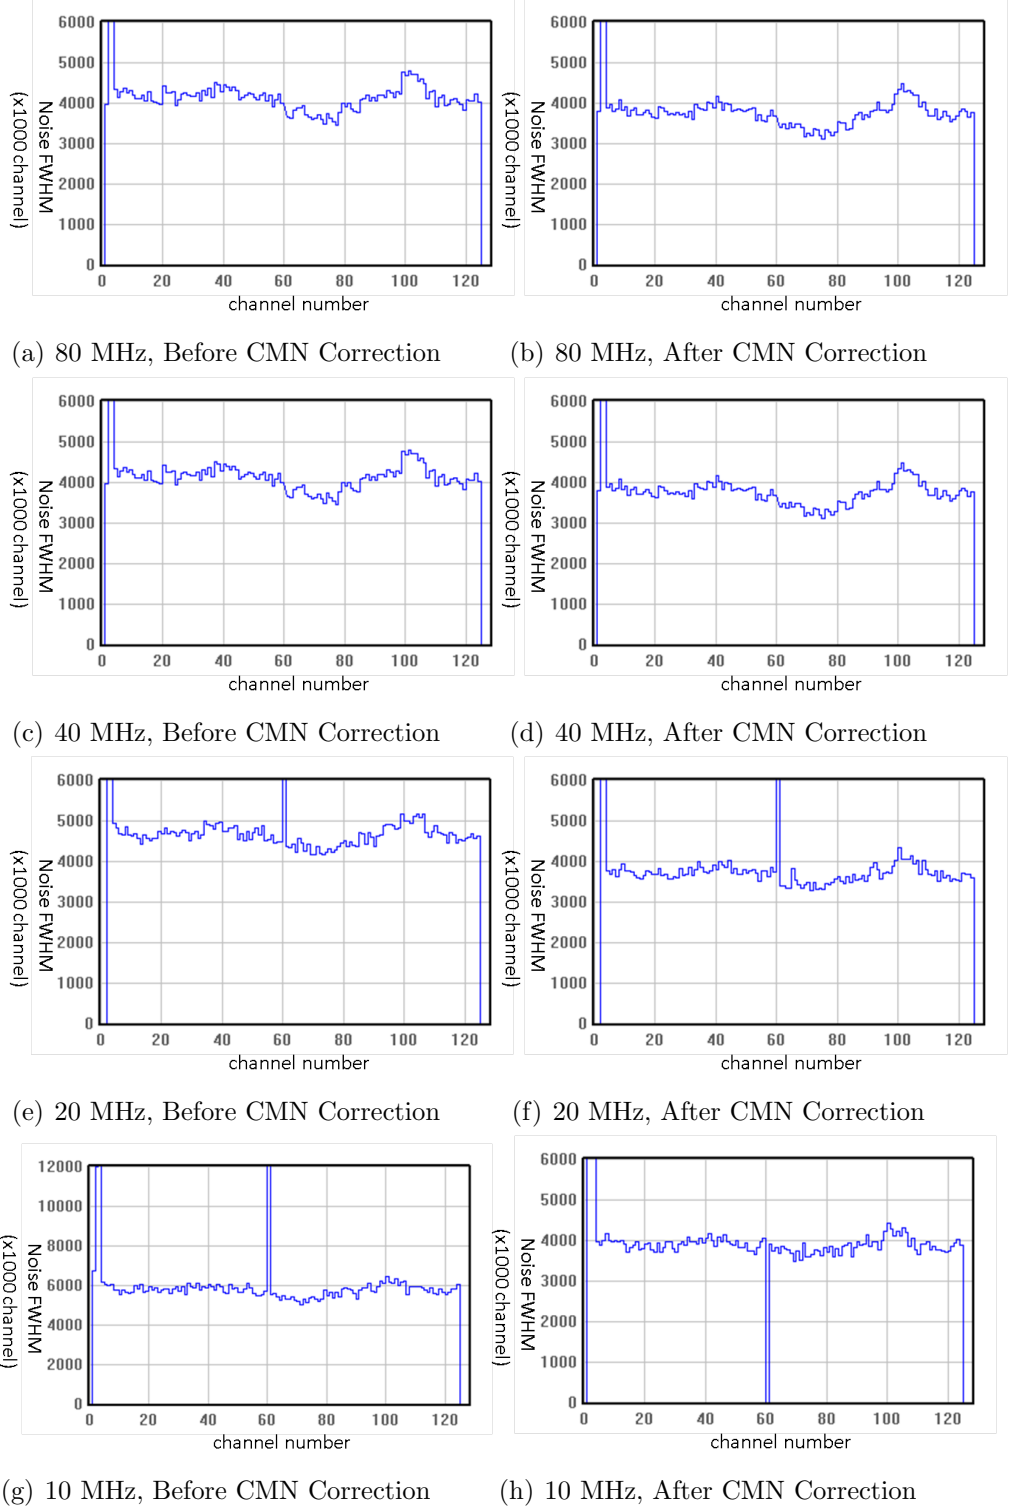 6000
5000
4000
3000
2000
1000
0
0 20 40 60 80 100 120
Noise FWHM
(x1000 channel)
channel number
6000
5000
4000
3000
2000
1000
0
0 20 40 60 80 100 120
Noise FWHM
(x1000 channel)
channel number
(a) 80 MHz, Before CMN Correction
(b) 80 MHz, After CMN Correction
6000
5000
4000
3000
2000
1000
0
0 20 40 60 80 100 120
Noise FWHM
(x1000 channel)
channel number
6000
5000
4000
3000
2000
1000
0
0 20 40 60 80 100 120
Noise FWHM
(x1000 channel)
channel number
(c) 40 MHz, Before CMN Correction
(d) 40 MHz, After CMN Correction
6000
5000
4000
3000
2000
1000
0
0 20 40 60 80 100 120
Noise FWHM
(x1000 channel)
channel number
6000
5000
4000
3000
2000
1000
0
0 20 40 60 80 100 120
Noise FWHM
(x1000 channel)
channel number
(e) 20 MHz, Before CMN Correction
(f) 20 MHz, After CMN Correction
12000
10000
8000
6000
4000
2000
0
0 20 40 60 80 100 120
Noise FWHM
(x1000 channel)
channel number
6000
5000
4000
3000
2000
1000
0
0 20 40 60 80 100 120
Noise FWHM
(x1000 channel)
channel number
(g) 10 MHz, Before CMN Correction
(h) 10 MHz, After CMN Correction